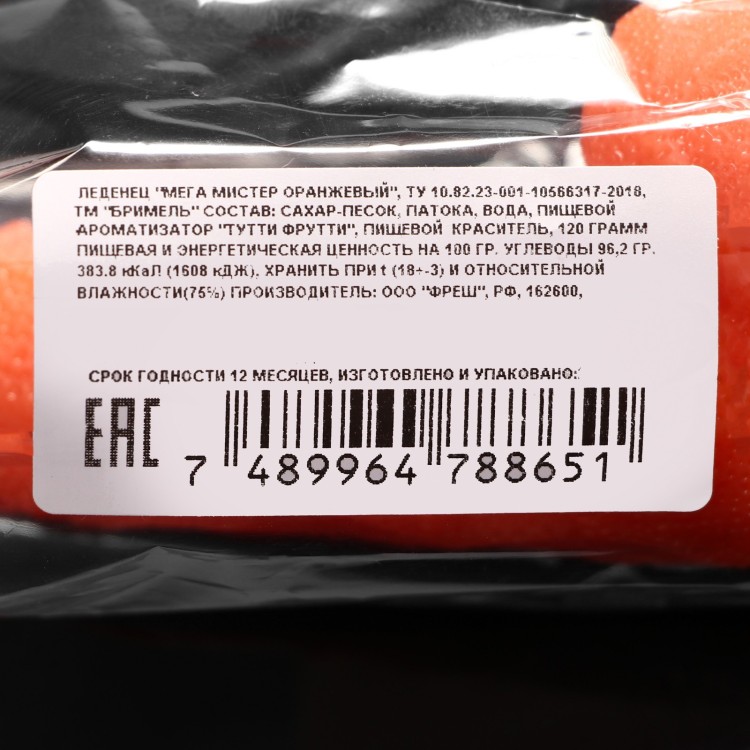 ЛЕДЕНЕЦ "МЕГА МИСТЕР ОРАНЖЕВЫЙ", ТУ 10.82.23-001-10566317-2018,
ТМ "БРИМЕЛЬ" СОСТАВ: САХАР-ПЕСОК, ПАТОКА, ВОДА, ПИЩЕВОЙ
АРОМАТИЗАТОР "ТУТТИ ФРУТТИ", ПИЩЕВОЙ КРАСИТЕЛЬ, 120 ГРАММ
ПИЩЕВАЯ И ЭНЕРГЕТИЧЕСКАЯ ЦЕННОСТЬ НА 100 ГР. УГЛЕВОДЫ 96,2 ГР.
383.8 кКаЛ (1608 кДЖ). ХРАНИТЬ ПРИ t (18+-3) И ОТНОСИТЕЛЬНОЙ
ВЛАЖНОСТИ(75%) ПРОИЗВОДИТЕЛЬ: ООО "ФРЕШ", РФ, 162600,
СРОК ГОДНОСТИ 12 МЕСЯЦЕВ, ИЗГОТОВЛЕНО И УПАКОВАНО:
EAC
7 489964 788651